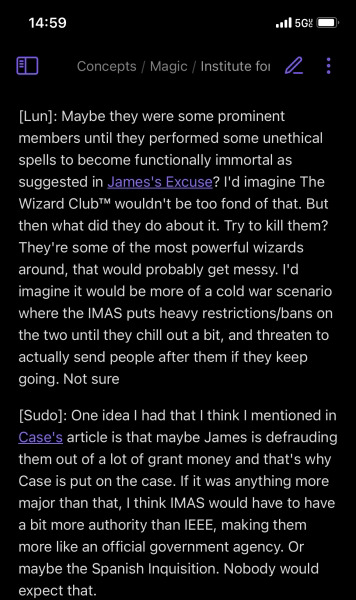 14:59
5G
Concepts / Magic / Institute for
[Lun]: Maybe they were some prominent
members until they performed some unethical
spells to become functionally immortal as
suggested in James's Excuse? I'd imagine The
Wizard Club™ wouldn't be too fond of that. But
then what did they do about it. Try to kill them?
They're some of the most powerful wizards
around, that would probably get messy. I'd
imagine it would be more of a cold war scenario
where the IMAS puts heavy restrictions/bans on
the two until they chill out a bit, and threaten to
actually send people after them if they keep
going. Not sure
[Sudo]: One idea I had that I think I mentioned in
Case's article is that maybe James is defrauding
them out of a lot of grant money and that's why
Case is put on the case. If it was anything more
major than that, I think IMAS would have to have
a bit more authority than IEEE, making them
more like an official government agency. Or
maybe the Spanish Inquisition. Nobody would
expect that.